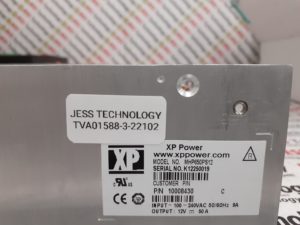 JESS TECHNOLOGY
TVA01588-3-22102
XP
XP Power
www.xppower.com
MODEL NO. MHP650PS12
SERIAL NO. K12250019
CUSTOMER P/N
P/N 10008430 C
INPUT - 100-240VAC 50/60Hz 9A
OUTPUT : 12V ⎓ 50A